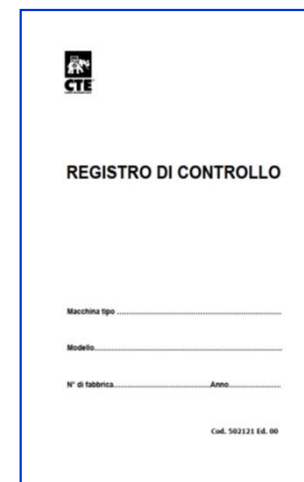 CTE
REGISTRO DI CONTROLLO
Macchina tipo ......................................................
Modello..............................................................
N° di fabbrica................................Anno.................
Cod. 502121 Ed. 00